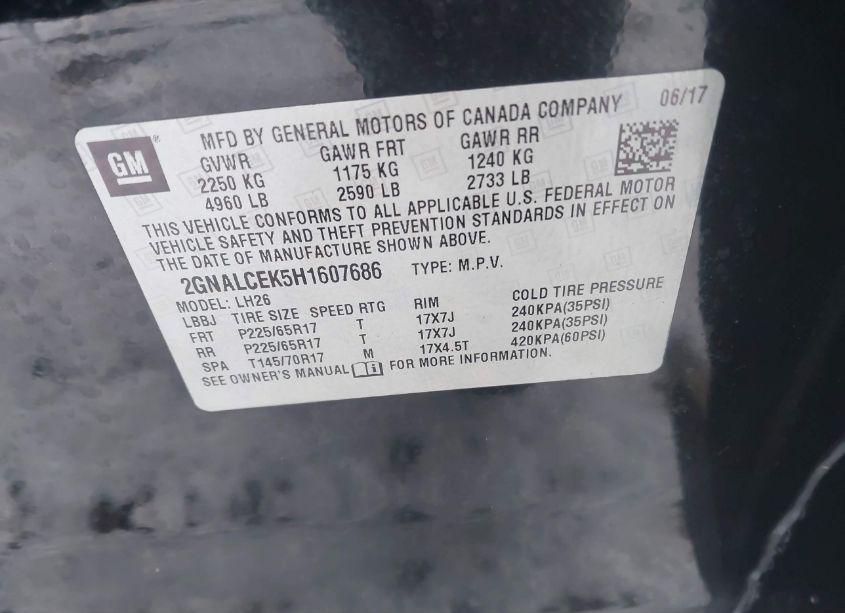 06/17
GM
MFD BY GENERAL MOTORS OF CANADA COMPANY
GVWR GAWR FRT GAWR RR
2250 KG 1175 KG 1240 KG
4960 LB 2590 LB 2733 LB
THIS VEHICLE CONFORMS TO ALL APPLICABLE U.S. FEDERAL MOTOR
VEHICLE SAFETY AND THEFT PREVENTION STANDARDS IN EFFECT ON
THE DATE OF MANUFACTURE SHOWN ABOVE.
2GNALCEK5H1607686 TYPE: M.P.V.
MODEL: LH26
LBBJ TIRE SIZE SPEED RTG RIM COLD TIRE PRESSURE
FRT P225/65R17 T 17X7J 240KPA(35PSI)
RR P225/65R17 T 17X7J 240KPA(35PSI)
SPA T145/70R17 M 17X4.5T 420KPA(60PSI)
SEE OWNER'S MANUAL FOR MORE INFORMATION.